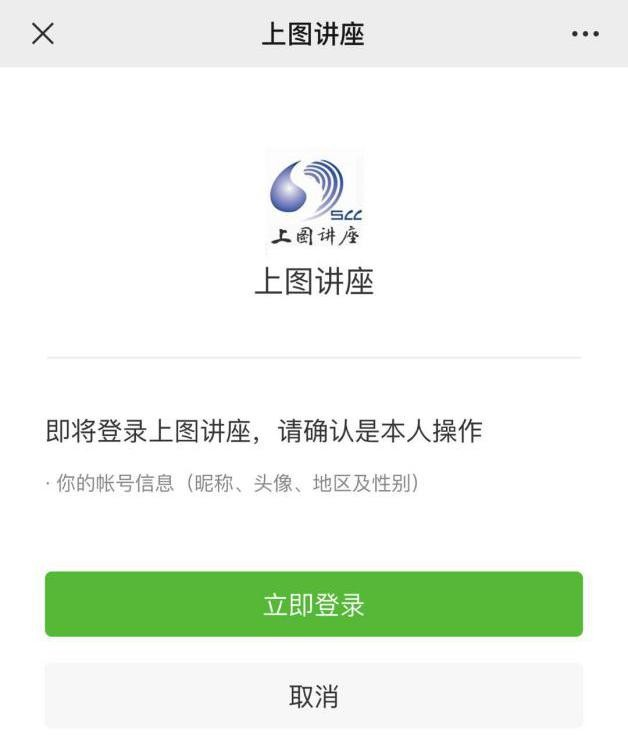 上图讲座
SCC
上图讲座
上图讲座
即将登录上图讲座，请确认是本人操作
· 你的帐号信息（昵称、头像、地区及性别）
立即登录
取消